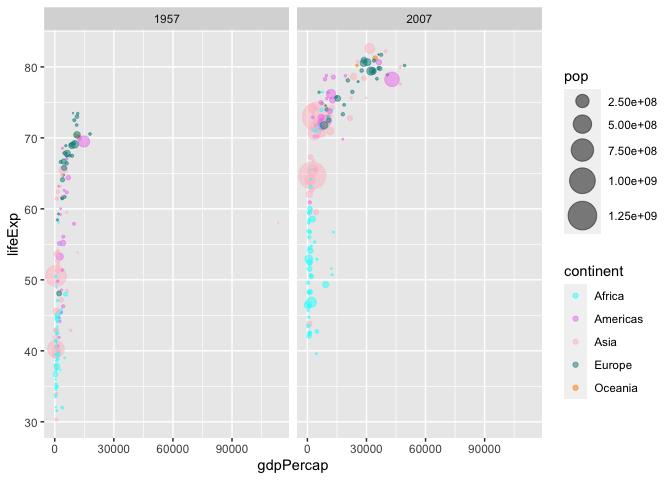 1957
2007
lifeExp
80
70
60
50
40
30
0
30000
60000
90000
0
30000
60000
90000
gdpPercap
pop
2.50e+08
5.00e+08
7.50e+08
1.00e+09
1.25e+09
continent
Africa
Americas
Asia
Europe
Oceania